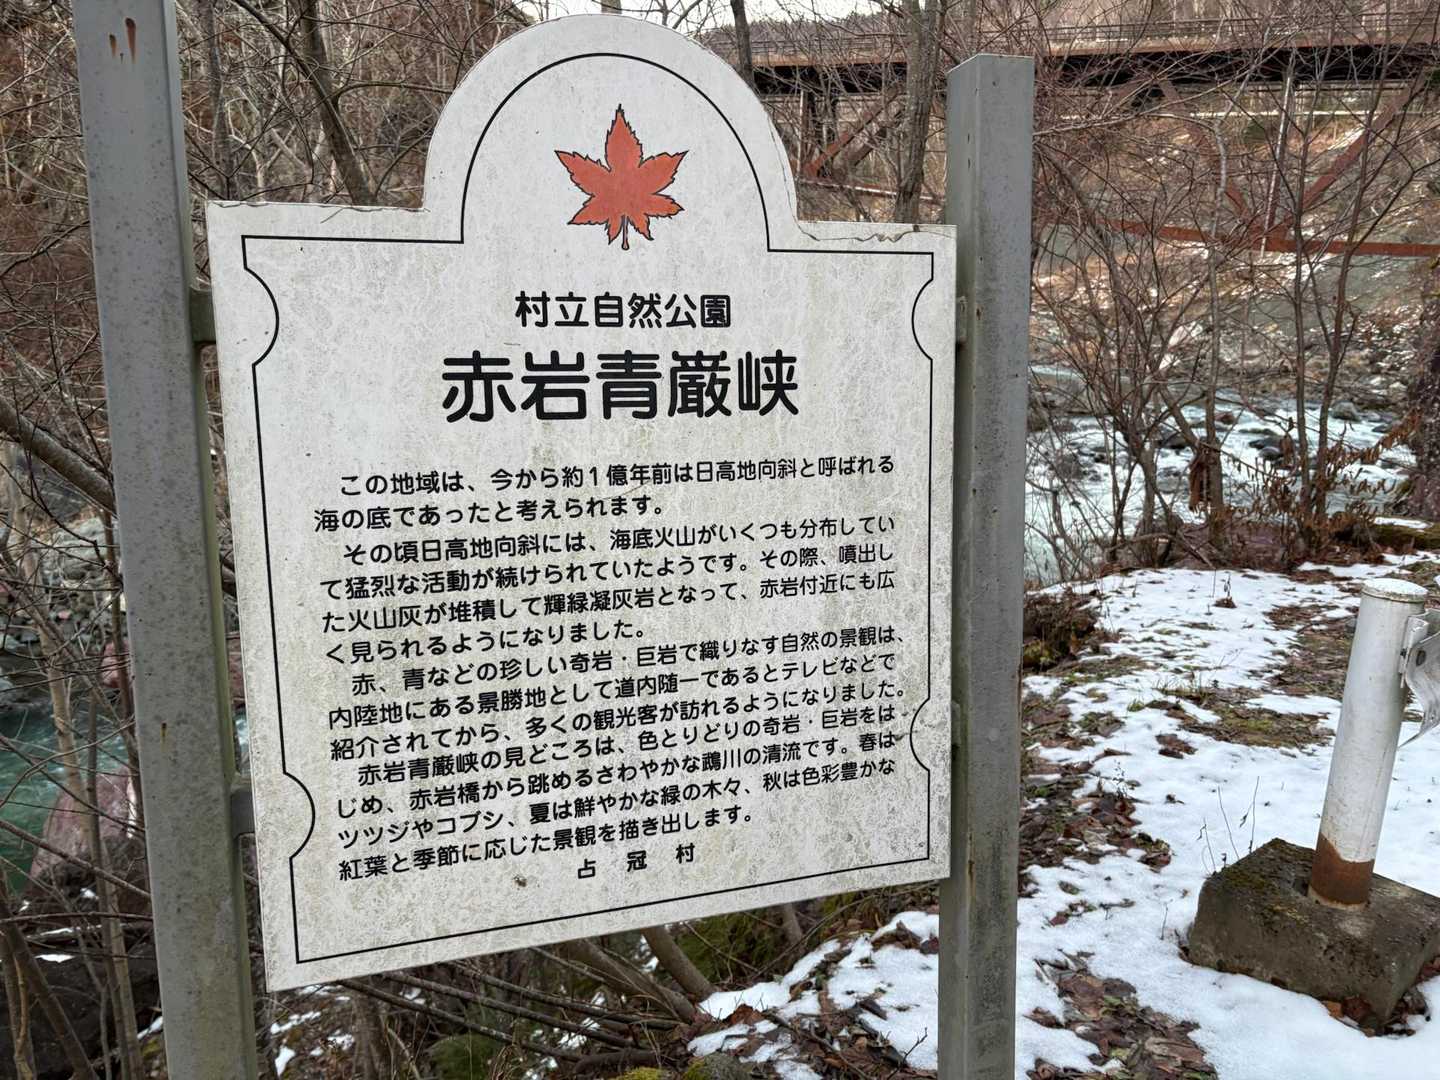 村立自然公園
赤岩青巌峡
この地域は、今から約1億年前は日高地向斜と呼ばれる
海の底であったと考えられます。
その頃日高地向斜には、海底火山がいくつも分布してい
て猛烈な活動が続けられていたようです。その際、噴出し
た火山灰が堆積して輝緑凝灰岩となって、赤岩付近にも広
く見られるようになりました。
赤、青などの珍しい奇岩・巨岩で織りなす自然の景観は、
内陸地にある景勝地として道内随一であるとテレビなどで
紹介されてから、多くの観光客が訪れるようになりました。
赤岩青巌峡の見どころは、色とりどりの奇岩・巨岩をは
じめ、赤岩橋から眺めるさわやかな鵡川の清流です。春は
ツツジやコブシ、夏は鮮やかな緑の木々、秋は色彩豊かな
紅葉と季節に応じた景観を描き出します。
占冠村